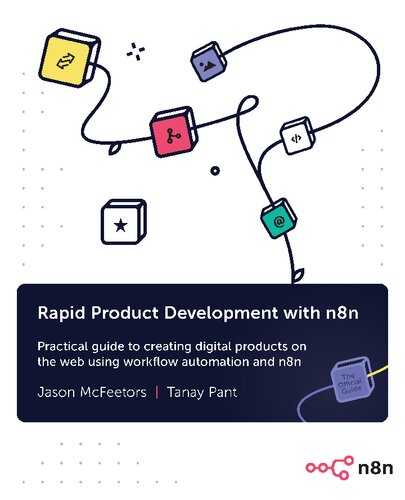 </>
@
Rapid Product Development with n8n
Practical guide to creating digital products on
the web using workflow automation and n8n
Jason McFeetors | Tanay Pant
The
Official
Guide
n8n